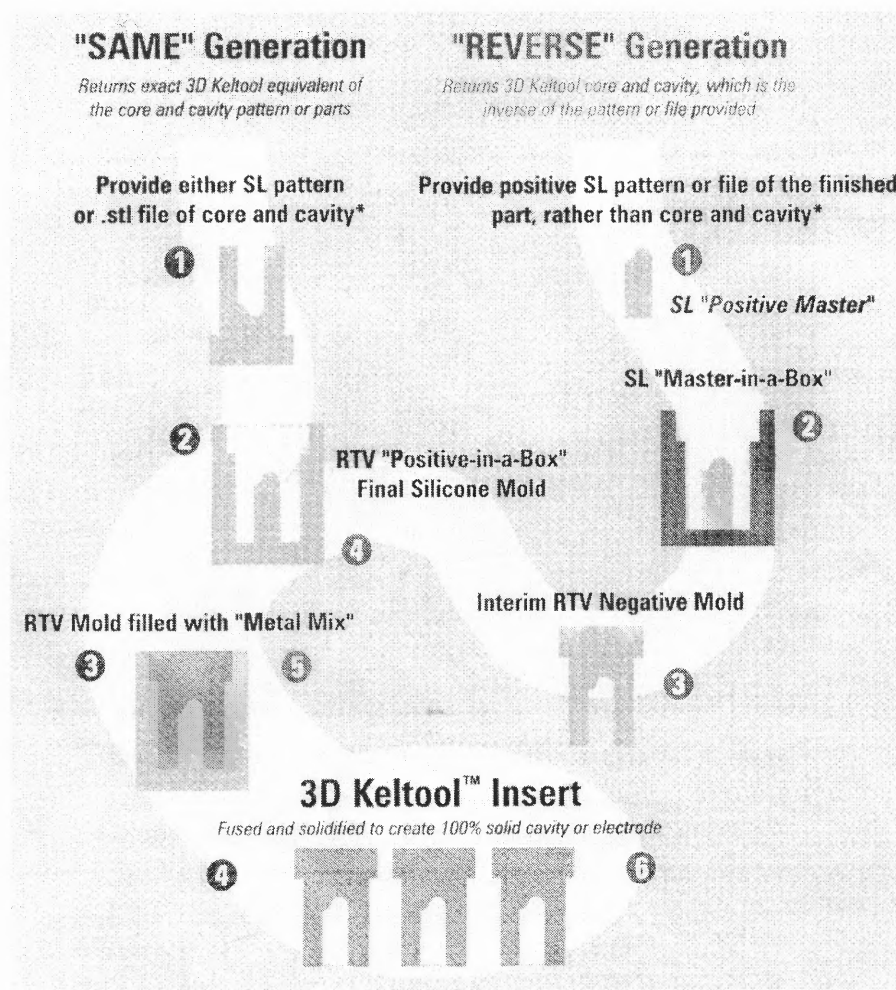 "SAME" Generation
Returns exact 3D Keltool equivalent of
the core and cavity pattern or parts
"REVERSE" Generation
Returns 3D Keltool core and cavity, which is the
inverse of the pattern or file provided
Provide either SL pattern
or .stl file of core and cavity*
1
Provide positive SL pattern or file of the finished
part, rather than core and cavity*
1
SL "Positive Master"
SL "Master-in-a-Box"
2
2
RTV "Positive-in-a-Box"
Final Silicone Mold
4
Interim RTV Negative Mold
3
RTV Mold filled with "Metal Mix"
3
5
3D Keltool™ Insert
Fused and solidified to create 100% solid cavity or electrode
4
6